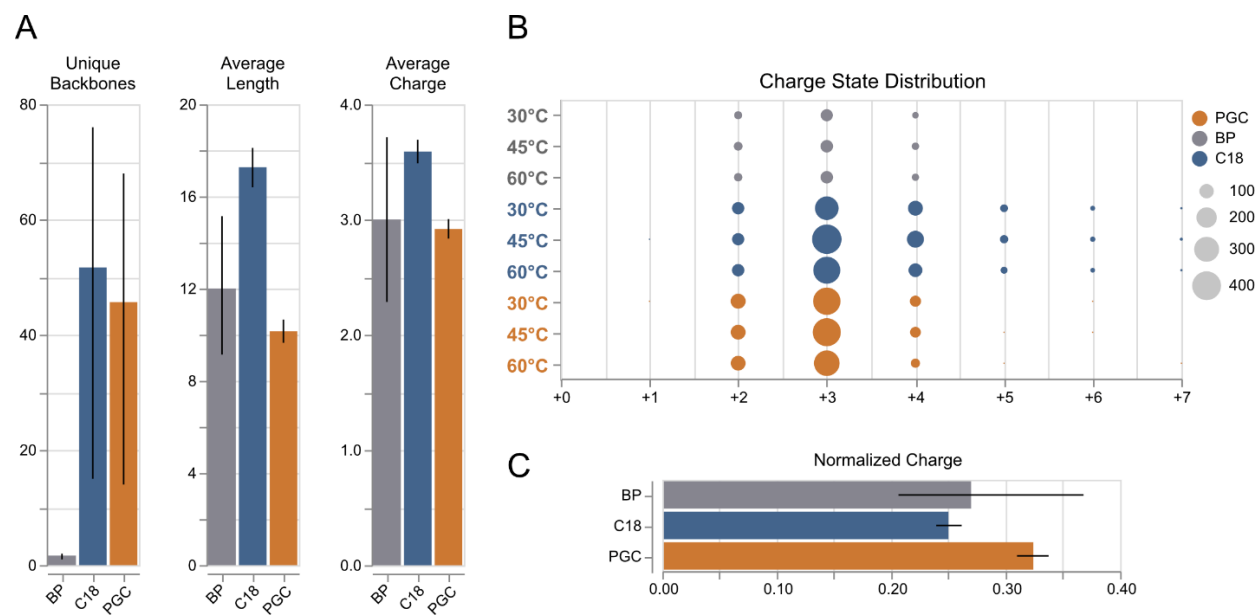 A
Unique
Backbones
80
60
40
20
0
BP
C18
PGC
Average
Length
20
16
12
8
4
0
BP
C18
PGC
Average
Charge
4.0
3.0
2.0
1.0
0.0
BP
C18
PGC
B
Charge State Distribution
30°C
45°C
60°C
30°C
45°C
60°C
30°C
45°C
60°C
+0
+1
+2
+3
+4
+5
+6
+7
PGC
BP
C18
100
200
300
400
C
Normalized Charge
BP
C18
PGC
0.00
0.10
0.20
0.30
0.40